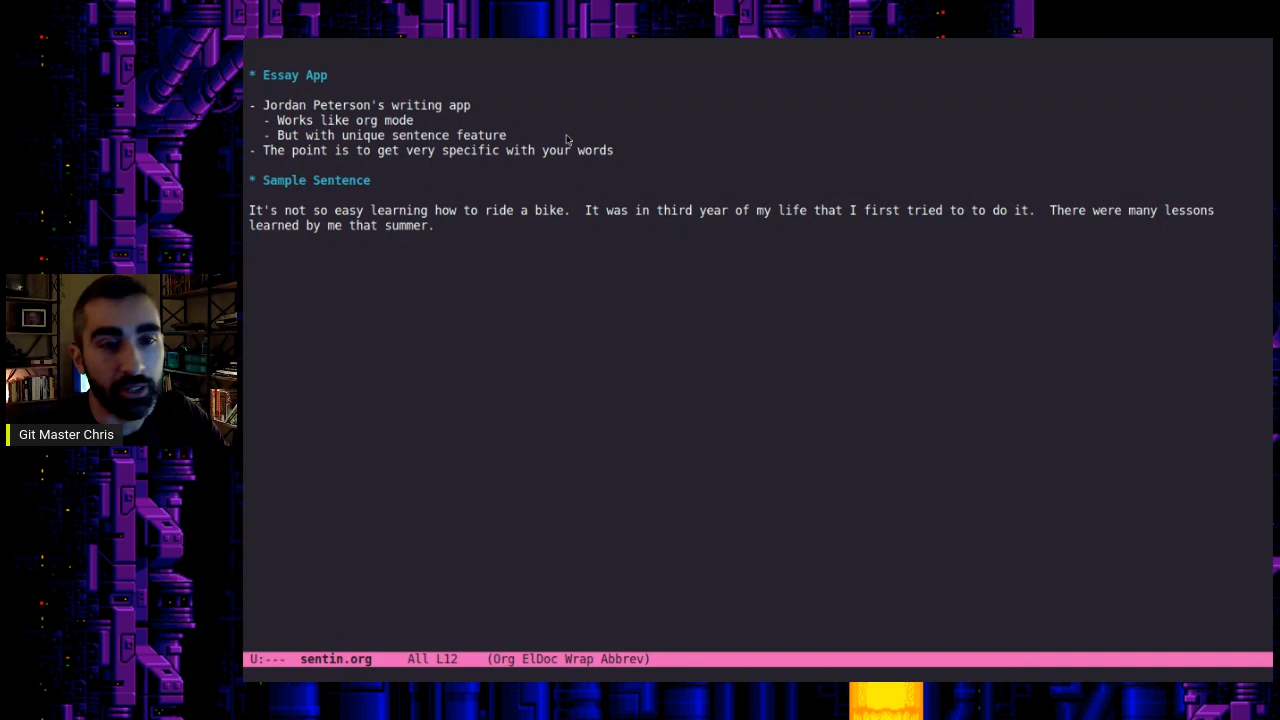 * Essay App
- Jordan Peterson's writing app
- Works like org mode
- But with unique sentence feature
- The point is to get very specific with your words
* Sample Sentence
It's not so easy learning how to ride a bike.  It was in third year of my life that I first tried to to do it.  There were many lessons
learned by me that summer.
Git Master Chris
U:---  sentin.org     All L12    (Org ElDoc Wrap Abbrev)